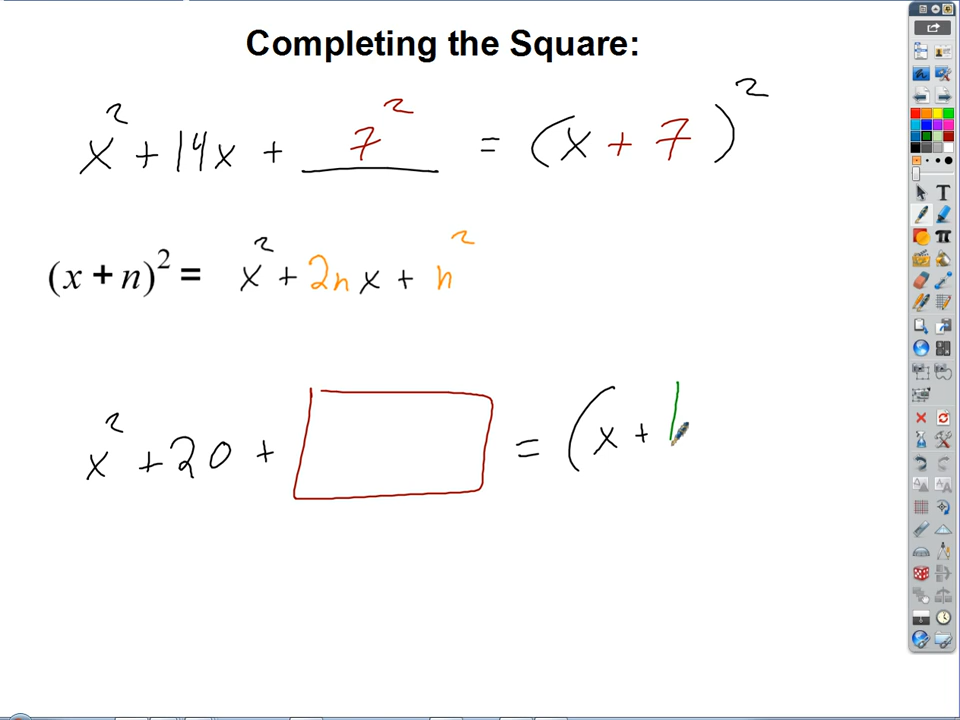 Completing the Square:
x² + 14x + 7² = (x + 7)²
(x + n)² = x² + 2nx + n²
x² + 20 + = (x +